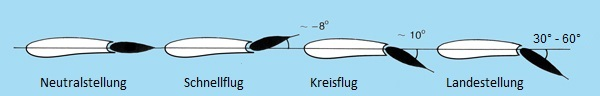 ~ −8°
~ 10°
30° - 60°
Neutralstellung
Schnellflug
Kreisflug
Landestellung